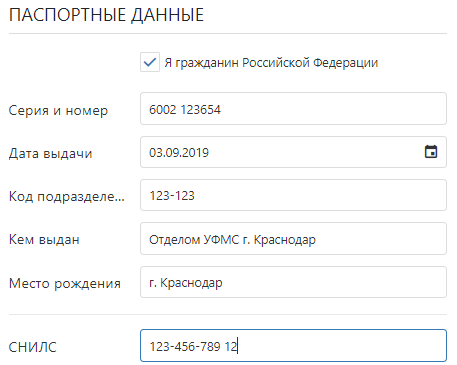 ПАСПОРТНЫЕ ДАННЫЕ
Я гражданин Российской Федерации
Серия и номер 6002 123654
Дата выдачи 03.09.2019
Код подразделе... 123-123
Кем выдан Отделом УФМС г. Краснодар
Место рождения г. Краснодар
СНИЛС 123-456-789 12